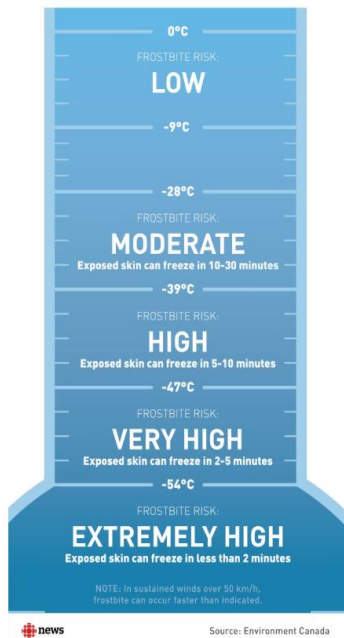 0°C
FROSTBITE RISK:
LOW
-9°C
-28°C
FROSTBITE RISK:
MODERATE
Exposed skin can freeze in 10-30 minutes
-39°C
FROSTBITE RISK:
HIGH
Exposed skin can freeze in 5-10 minutes
-47°C
FROSTBITE RISK:
VERY HIGH
Exposed skin can freeze in 2-5 minutes
-54°C
FROSTBITE RISK:
EXTREMELY HIGH
Exposed skin can freeze in less than 2 minutes
NOTE: In sustained winds over 50 km/h,
frostbite can occur faster than indicated.
news Source: Environment Canada